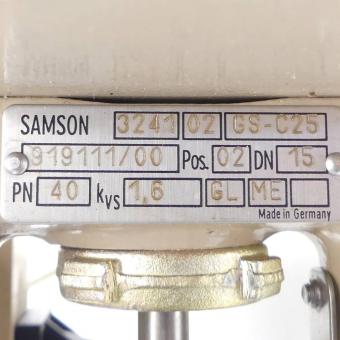 SAMSON 3241 02 GS-C25
919111/00 Pos. 02 DN 15
PN 40 kvs 1,6 GL ME
Made in Germany